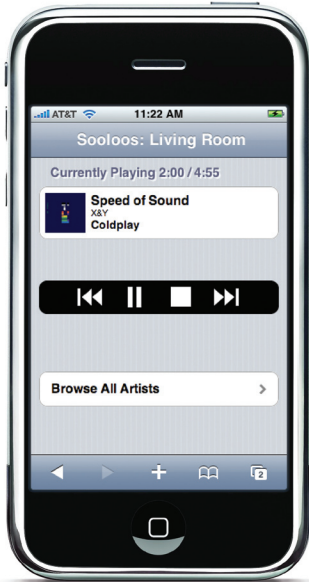 AT&T 11:22 AM
Sooloos: Living Room
Currently Playing 2:00 / 4:55
Speed of Sound
X&Y
Coldplay
Browse All Artists
2